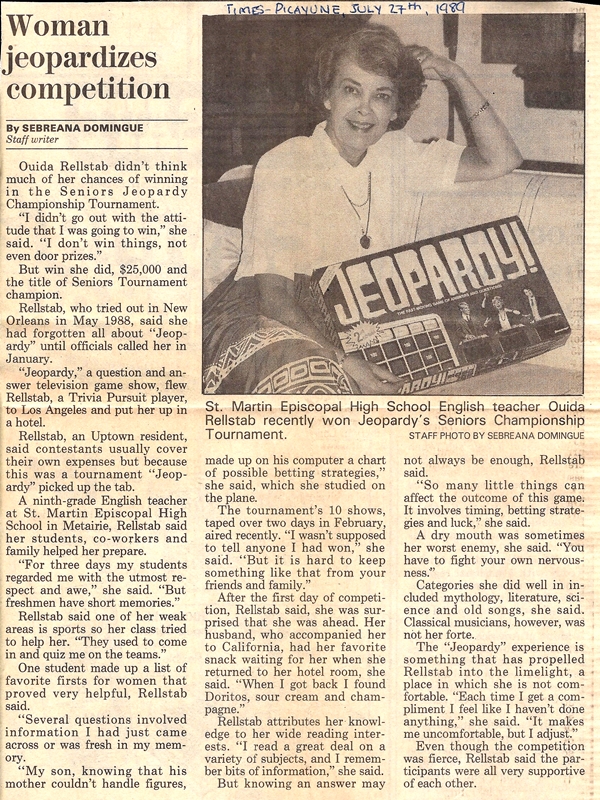 TIMES-PICAYUNE, JULY 27th, 1989
Woman
jeopardizes
competition
By SEBREANA DOMINGUE
Staff writer
Ouida Rellstab didn't think
much of her chances of winning
in the Seniors Jeopardy
Championship Tournament.
"I didn't go out with the atti-
tude that I was going to win," she
said. "I don't win things, not
even door prizes."
But win she did, $25,000 and
the title of Seniors Tournament
champion.
Rellstab, who tried out in New
Orleans in May 1988, said she
had forgotten all about "Jeop-
ardy" until officials called her in
January.
"Jeopardy," a question and an-
swer television game show, flew
Rellstab, a Trivia Pursuit player,
to Los Angeles and put her up in
a hotel.
Rellstab, an Uptown resident,
said contestants usually cover
their own expenses but because
this was a tournament "Jeop-
ardy" picked up the tab.
A ninth-grade English teacher
at St. Martin Episcopal High
School in Metairie, Rellstab said
her students, co-workers and
family helped her prepare.
"For three days my students
regarded me with the utmost re-
spect and awe," she said. "But
freshmen have short memories."
Rellstab said one of her weak
areas is sports so her class tried
to help her. "They used to come
in and quiz me on the teams."
One student made up a list of
favorite firsts for women that
proved very helpful, Rellstab
said.
"Several questions involved
information I had just came
across or was fresh in my mem-
ory.
"My son, knowing that his
mother couldn't handle figures,
JEOPARDY!
THE FAST-MOVING GAME OF ANSWERS AND QUESTIONS
JEOPARDY!
St. Martin Episcopal High School English teacher Ouida
Rellstab recently won Jeopardy's Seniors Championship
Tournament.
STAFF PHOTO BY SEBREANA DOMINGUE
made up on his computer a chart
of possible betting strategies,"
she said, which she studied on
the plane.
The tournament's 10 shows,
taped over two days in February,
aired recently. "I wasn't supposed
to tell anyone I had won," she
said. "But it is hard to keep
something like that from your
friends and family."
After the first day of competi-
tion, Rellstab said, she was sur-
prised that she was ahead. Her
husband, who accompanied her
to California, had her favorite
snack waiting for her when she
returned to her hotel room, she
said. "When I got back I found
Doritos, sour cream and cham-
pagne."
Rellstab attributes her knowl-
edge to her wide reading inter-
ests. "I read a great deal on a
variety of subjects, and I remem-
ber bits of information," she said.
But knowing an answer may
not always be enough, Rellstab
said.
"So many little things can
affect the outcome of this game.
It involves timing, betting strate-
gies and luck," she said.
A dry mouth was sometimes
her worst enemy, she said. "You
have to fight your own nervous-
ness."
Categories she did well in in-
cluded mythology, literature, sci-
ence and old songs, she said.
Classical musicians, however, was
not her forte.
The "Jeopardy" experience is
something that has propelled
Rellstab into the limelight, a
place in which she is not com-
fortable. "Each time I get a com-
pliment I feel like I haven't done
anything," she said. "It makes
me uncomfortable, but I adjust."
Even though the competition
was fierce, Rellstab said the par-
ticipants were all very supportive
of each other.